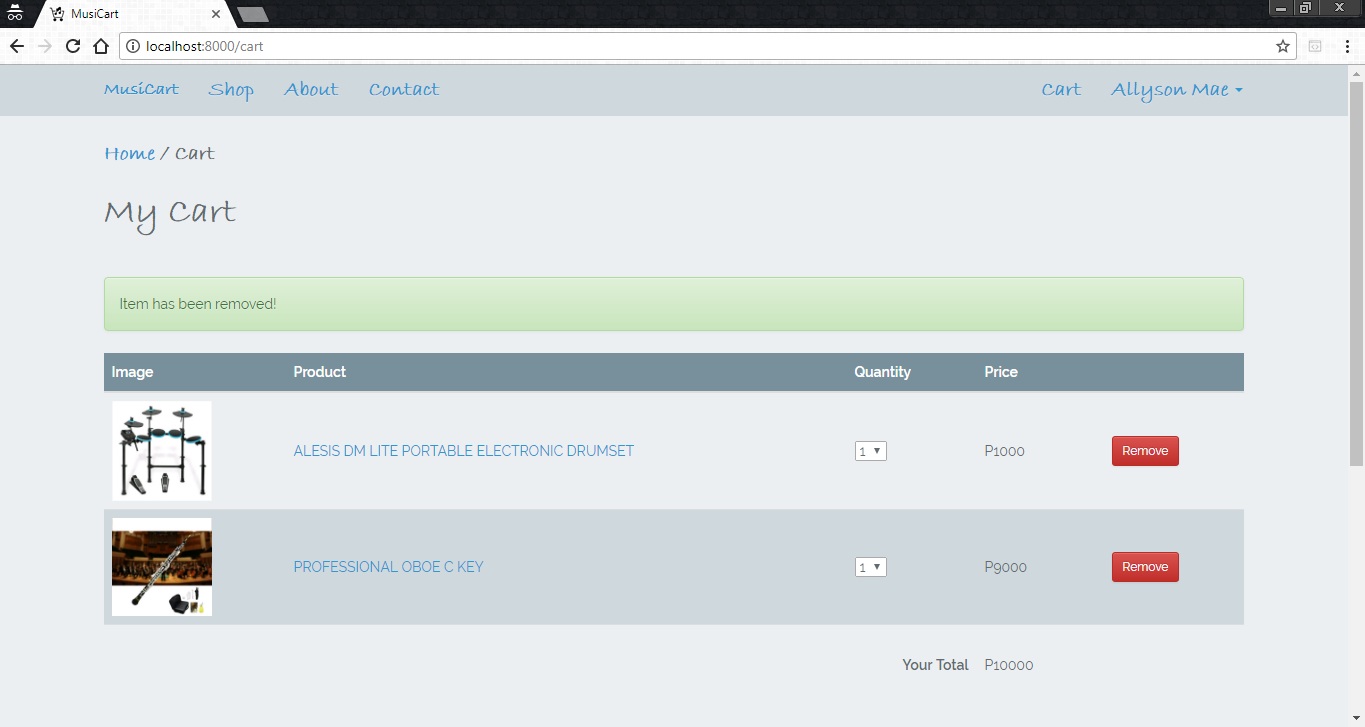 MusiCart
localhost:8000/cart
MusiCart Shop About Contact Cart Allyson Mae
Home / Cart
My Cart
Item has been removed!
Image Product Quantity Price
ALESIS DM LITE PORTABLE ELECTRONIC DRUMSET 1 P1000 Remove
PROFESSIONAL OBOE C KEY 1 P9000 Remove
Your Total P10000